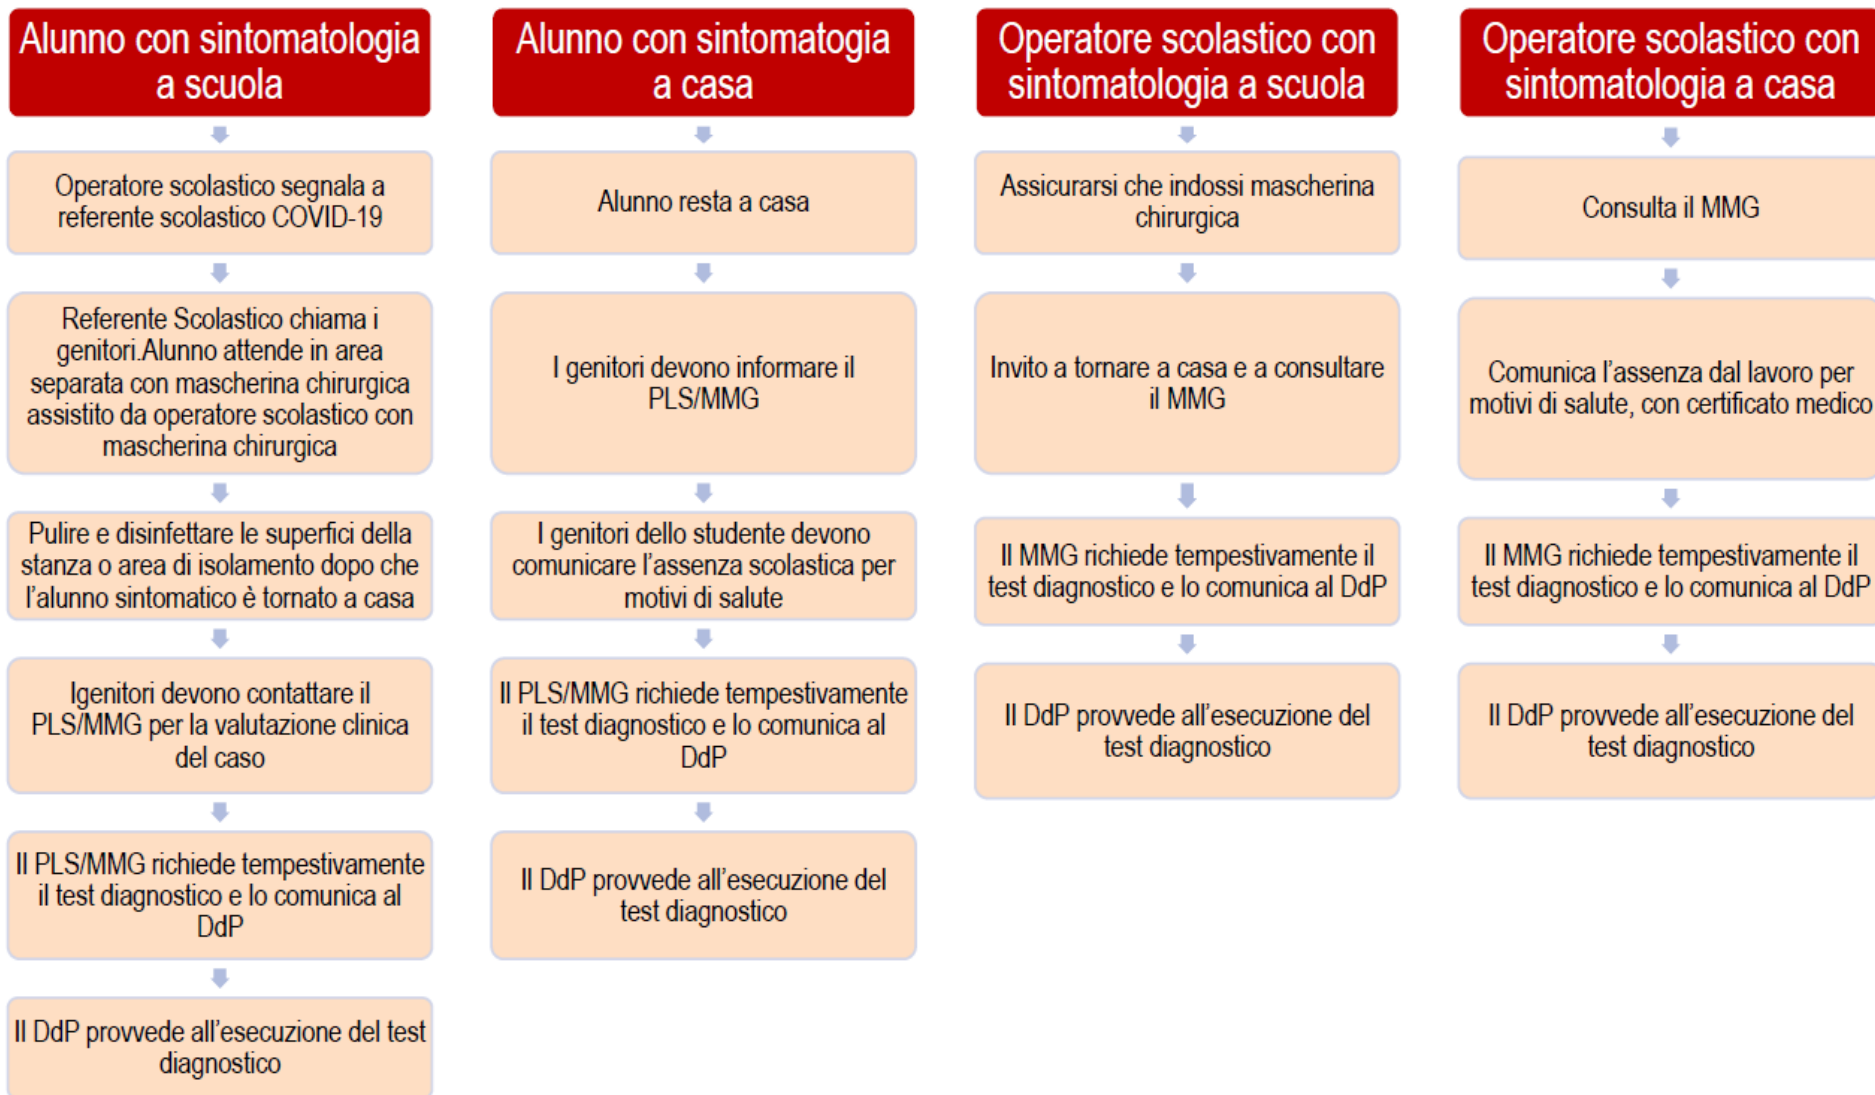 Alunno con sintomatologia
a scuola
Operatore scolastico segnala a
referente scolastico COVID-19
Referente Scolastico chiama i
genitori.Alunno attende in area
separata con mascherina chirurgica
assistito da operatore scolastico con
mascherina chirurgica
Pulire e disinfettare le superfici della
stanza o area di isolamento dopo che
l'alunno sintomatico è tornato a casa
Igenitori devono contattare il
PLS/MMG per la valutazione clinica
del caso
Il PLS/MMG richiede tempestivamente
il test diagnostico e lo comunica al
DdP
Il DdP provvede all'esecuzione del test
diagnostico
Alunno con sintomatogia
a casa
Alunno resta a casa
I genitori devono informare il
PLS/MMG
I genitori dello studente devono
comunicare l'assenza scolastica per
motivi di salute
Il PLS/MMG richiede tempestivamente
il test diagnostico e lo comunica al
DdP
Il DdP provvede all'esecuzione del
test diagnostico
Operatore scolastico con
sintomatologia a scuola
Assicurarsi che indossi mascherina
chirurgica
Invito a tornare a casa e a consultare
il MMG
Il MMG richiede tempestivamente il
test diagnostico e lo comunica al DdP
Il DdP provvede all'esecuzione del
test diagnostico
Operatore scolastico con
sintomatologia a casa
Consulta il MMG
Comunica l'assenza dal lavoro per
motivi di salute, con certificato medico
Il MMG richiede tempestivamente il
test diagnostico e lo comunica al DdP
Il DdP provvede all'esecuzione del
test diagnostico